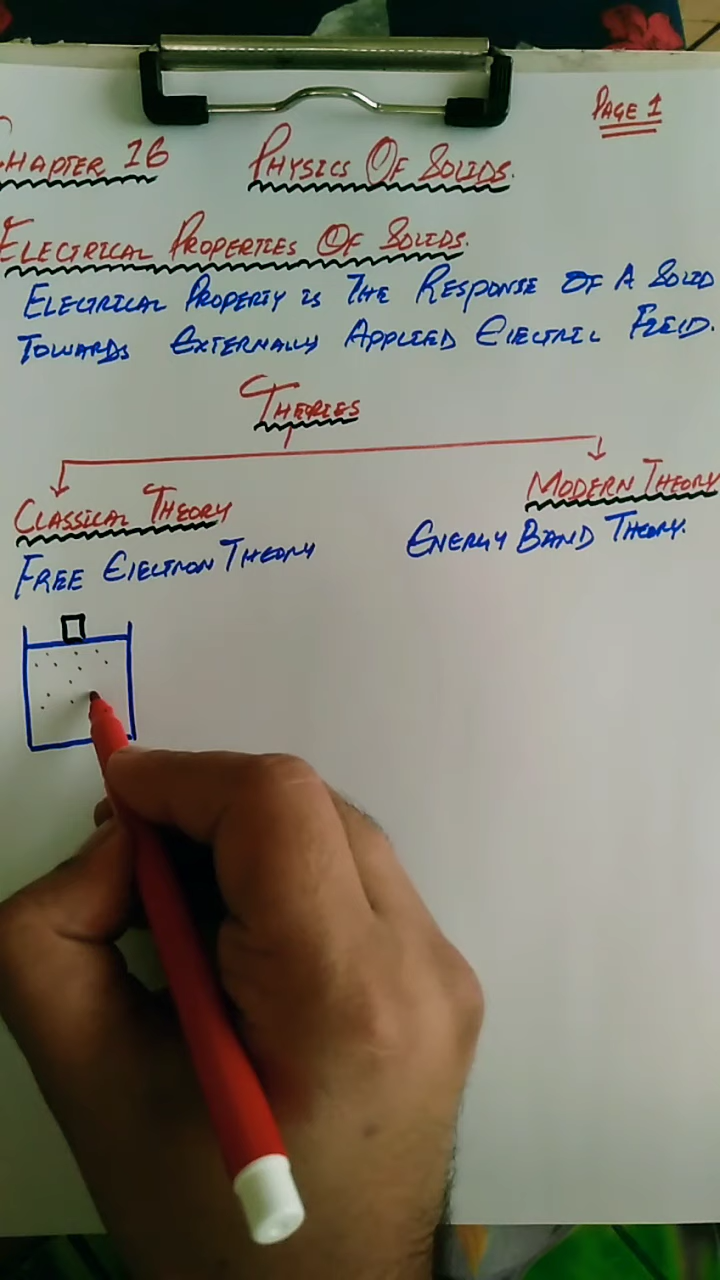 PAGE 1
CHAPTER 16 PHYSICS OF SOLIDS.
ELECTRICAL PROPERTIES OF SOLIDS.
ELECTRICAL PROPERTY IS THE RESPONSE OF A SOLID
TOWARDS EXTERNALLY APPLIED ELECTRIC FIELD.
THEORIES
CLASSICAL THEORY MODERN THEORY
FREE ELECTRON THEORY ENERGY BAND THEORY.